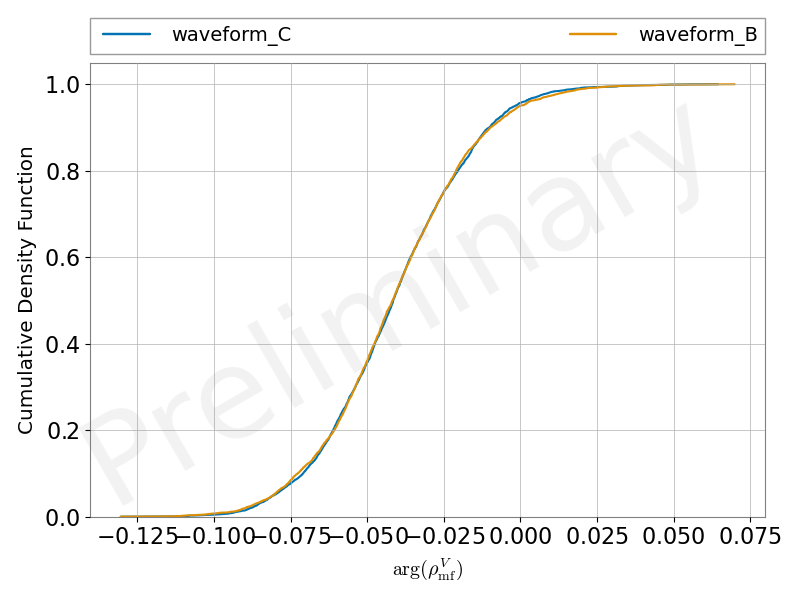 waveform_C waveform_B
Preliminary
Cumulative Density Function
1.0
0.8
0.6
0.4
0.2
0.0
−0.125 −0.100 −0.075 −0.050 −0.025 0.000 0.025 0.050 0.075
arg(ρ^V_mf)